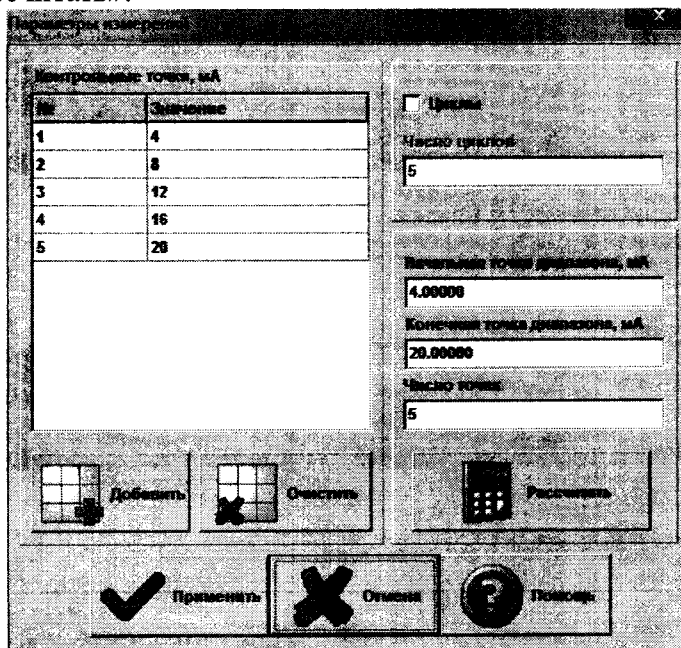 Параметры измерения
Контрольные точки, мА
№ Значение
1 4
2 8
3 12
4 16
5 20
Добавить
Очистить
Циклы
Число циклов
5
Начальная точка диапазона, мА
4.00000
Конечная точка диапазона, мА
20.00000
Число точек
5
Рассчитать
Применить
Отмена
Помощь